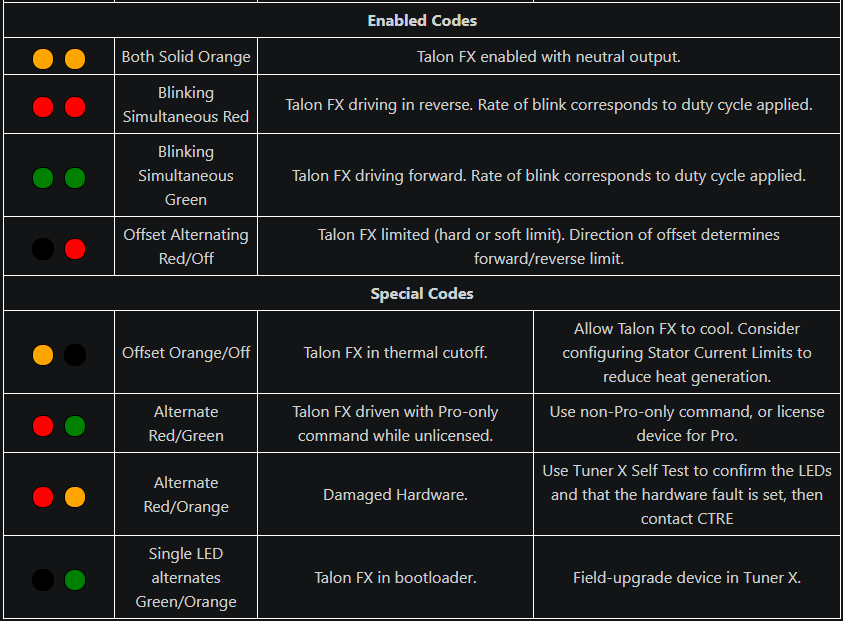 Enabled Codes
Both Solid Orange
Talon FX enabled with neutral output.
Blinking
Simultaneous Red
Talon FX driving in reverse. Rate of blink corresponds to duty cycle applied.
Blinking
Simultaneous
Green
Talon FX driving forward. Rate of blink corresponds to duty cycle applied.
Offset Alternating
Red/Off
Talon FX limited (hard or soft limit). Direction of offset determines
forward/reverse limit.
Special Codes
Offset Orange/Off
Talon FX in thermal cutoff.
Allow Talon FX to cool. Consider
configuring Stator Current Limits to
reduce heat generation.
Alternate
Red/Green
Talon FX driven with Pro-only
command while unlicensed.
Use non-Pro-only command, or license
device for Pro.
Alternate
Red/Orange
Damaged Hardware.
Use Tuner X Self Test to confirm the LEDs
and that the hardware fault is set, then
contact CTRE
Single LED
alternates
Green/Orange
Talon FX in bootloader.
Field-upgrade device in Tuner X.